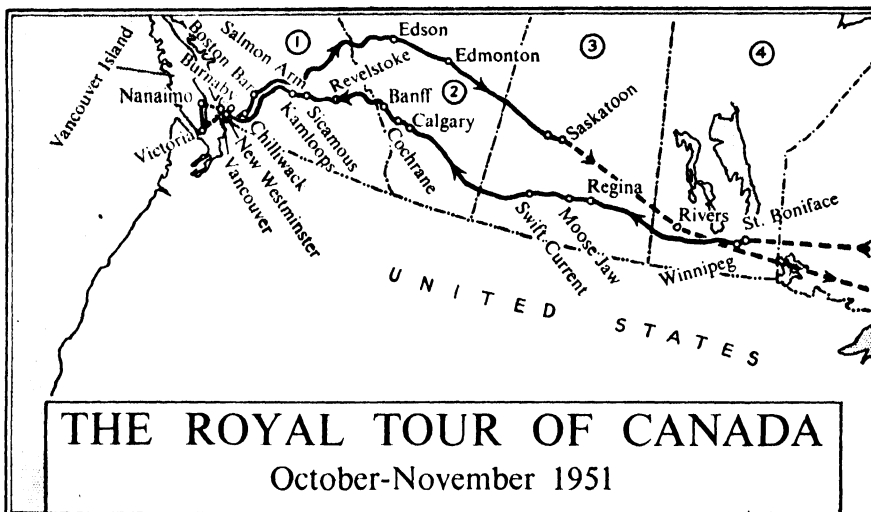 Vancouver Island
Nanaimo
Victoria
Boston Bar
Burnaby
Salmon Arm
Vancouver
New Westminster
Chilliwack
Kamloops
Sicamous
Revelstoke
1
Edson
Edmonton
Banff
2
Calgary
Cochrane
3
Saskatoon
Regina
Swift Current
Moose Jaw
4
Rivers
St. Boniface
Winnipeg
UNITED STATES
THE ROYAL TOUR OF CANADA
October-November 1951